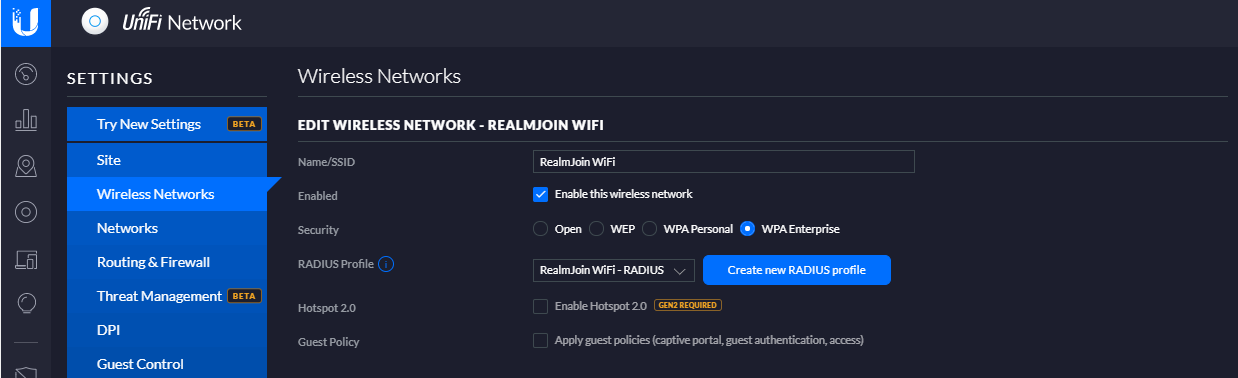 UniFi Network
SETTINGS
Try New Settings BETA
Site
Wireless Networks
Networks
Routing & Firewall
Threat Management BETA
DPI
Guest Control
Wireless Networks
EDIT WIRELESS NETWORK - REALMJOIN WIFI
Name/SSID RealmJoin WiFi
Enabled Enable this wireless network
Security Open WEP WPA Personal WPA Enterprise
RADIUS Profile i RealmJoin WiFi - RADIUS Create new RADIUS profile
Hotspot 2.0 Enable Hotspot 2.0 GEN2 REQUIRED
Guest Policy Apply guest policies (captive portal, guest authentication, access)